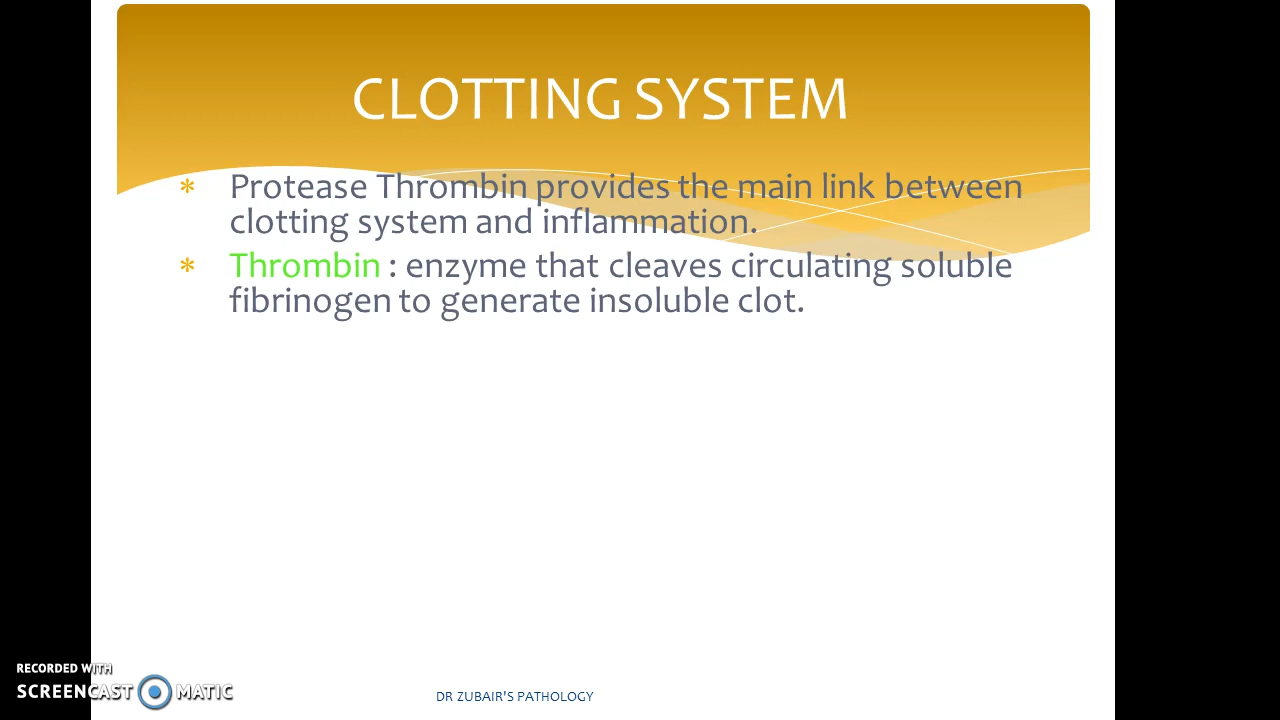 CLOTTING SYSTEM
* Protease Thrombin provides the main link between
clotting system and inflammation.
* Thrombin : enzyme that cleaves circulating soluble
fibrinogen to generate insoluble clot.
RECORDED WITH
SCREENCAST MATIC
DR ZUBAIR'S PATHOLOGY